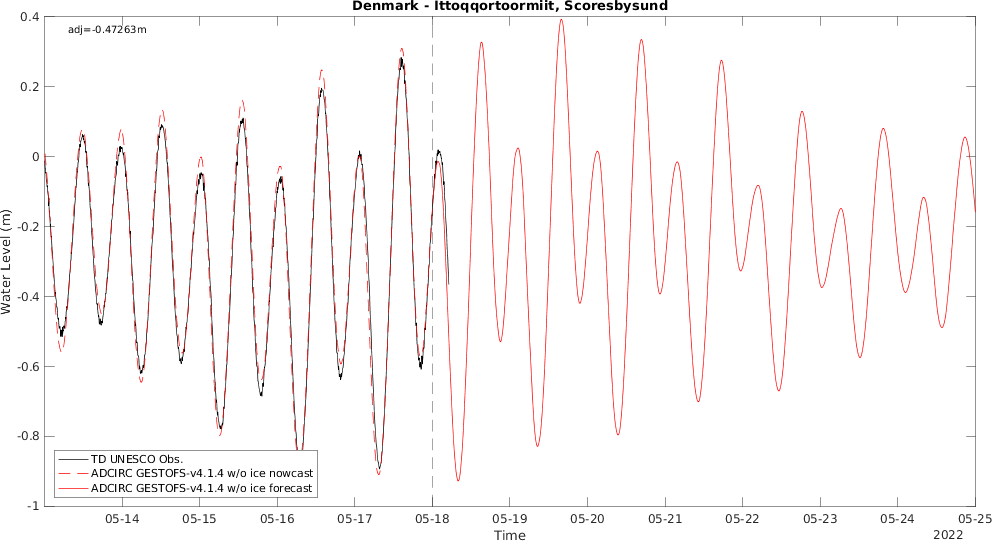 Denmark - Ittoqqortoormiit, Scoresbysund
adj=-0.47263m
0.4
0.2
0
-0.2
-0.4
-0.6
-0.8
-1
Water Level (m)
TD UNESCO Obs.
ADCIRC GESTOFS-v4.1.4 w/o ice nowcast
ADCIRC GESTOFS-v4.1.4 w/o ice forecast
05-14 05-15 05-16 05-17 05-18 05-19 05-20 05-21 05-22 05-23 05-24 05-25
Time
2022